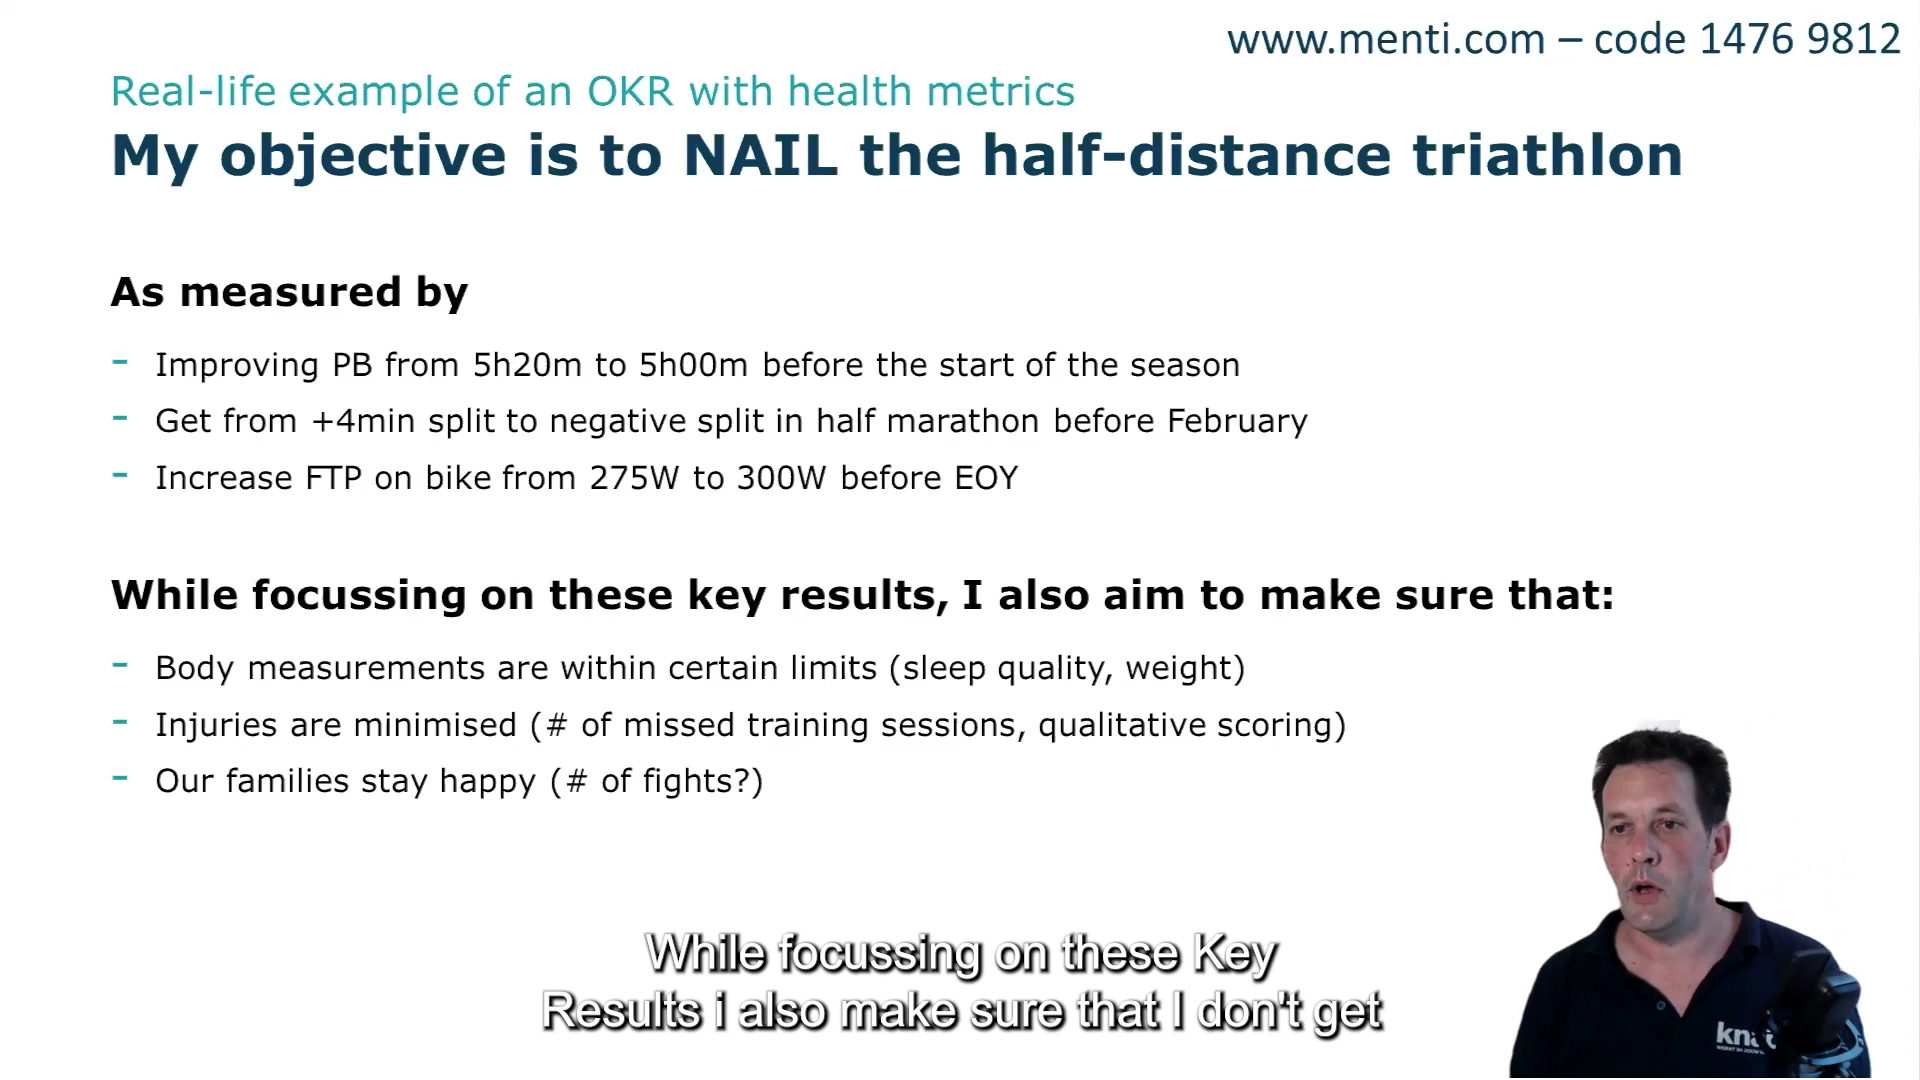 www.menti.com – code 1476 9812
Real-life example of an OKR with health metrics
My objective is to NAIL the half-distance triathlon
As measured by
- Improving PB from 5h20m to 5h00m before the start of the season
- Get from +4min split to negative split in half marathon before February
- Increase FTP on bike from 275W to 300W before EOY
While focussing on these key results, I also aim to make sure that:
- Body measurements are within certain limits (sleep quality, weight)
- Injuries are minimised (# of missed training sessions, qualitative scoring)
- Our families stay happy (# of fights?)
While focussing on these Key
Results i also make sure that I don't get